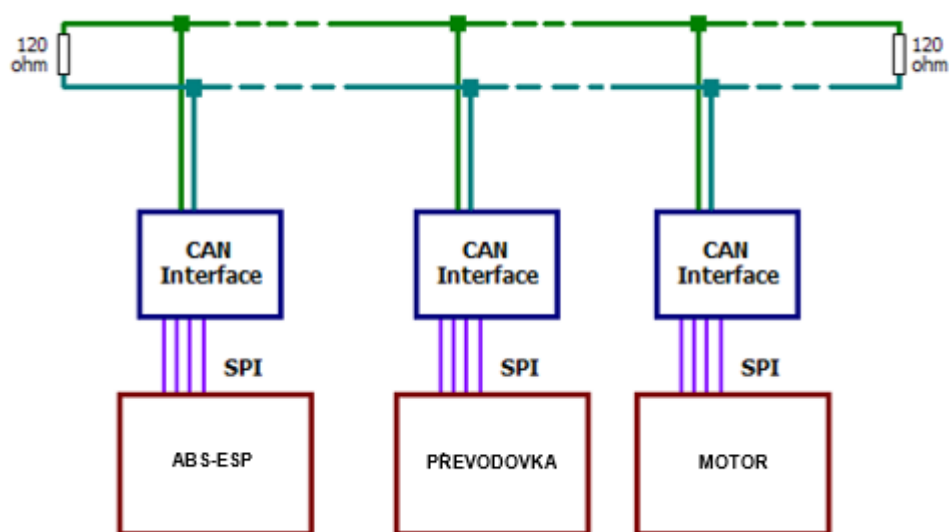 120
ohm
120
ohm
CAN
Interface
CAN
Interface
CAN
Interface
SPI
SPI
SPI
ABS-ESP
PŘEVODOVKA
MOTOR